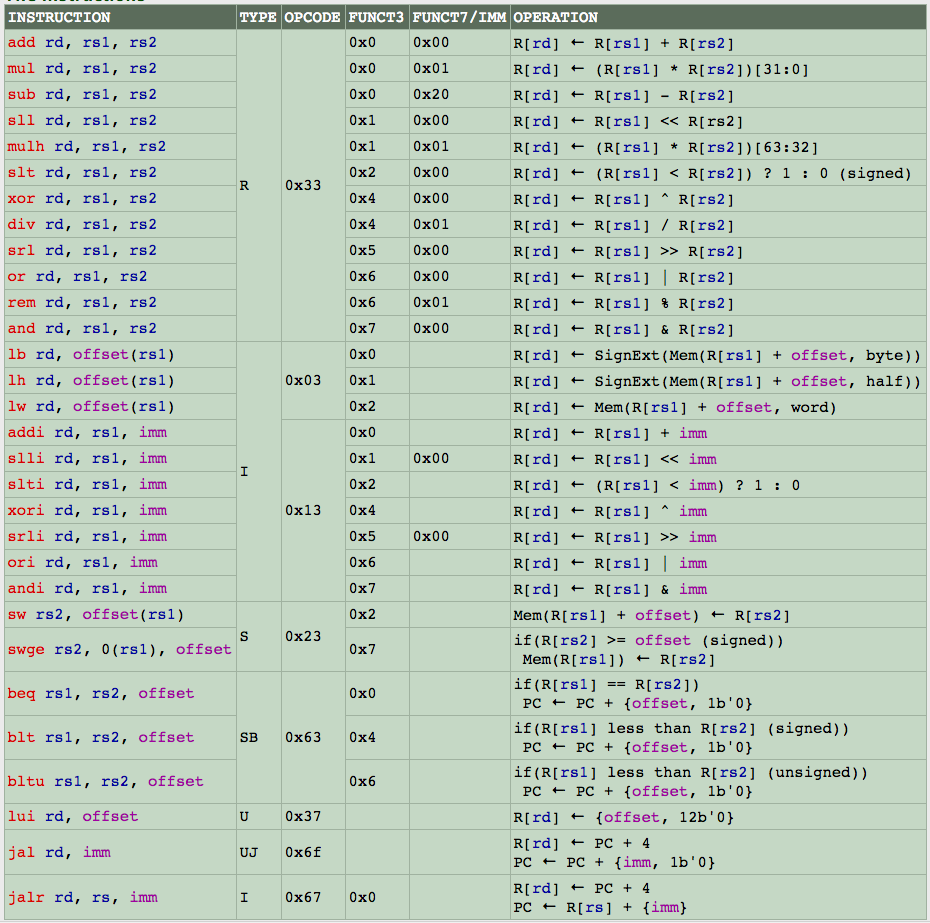 INSTRUCTION TYPE OPCODE FUNCT3 FUNCT7/IMM OPERATION
add rd, rs1, rs2 0x0 0x00 R[rd] ← R[rs1] + R[rs2]
mul rd, rs1, rs2 0x0 0x01 R[rd] ← (R[rs1] * R[rs2])[31:0]
sub rd, rs1, rs2 0x0 0x20 R[rd] ← R[rs1] - R[rs2]
sll rd, rs1, rs2 0x1 0x00 R[rd] ← R[rs1] << R[rs2]
mulh rd, rs1, rs2 0x1 0x01 R[rd] ← (R[rs1] * R[rs2])[63:32]
slt rd, rs1, rs2 0x2 0x00 R[rd] ← (R[rs1] < R[rs2]) ? 1 : 0 (signed)
R 0x33
xor rd, rs1, rs2 0x4 0x00 R[rd] ← R[rs1] ^ R[rs2]
div rd, rs1, rs2 0x4 0x01 R[rd] ← R[rs1] / R[rs2]
srl rd, rs1, rs2 0x5 0x00 R[rd] ← R[rs1] >> R[rs2]
or rd, rs1, rs2 0x6 0x00 R[rd] ← R[rs1] | R[rs2]
rem rd, rs1, rs2 0x6 0x01 R[rd] ← R[rs1] % R[rs2]
and rd, rs1, rs2 0x7 0x00 R[rd] ← R[rs1] & R[rs2]
lb rd, offset(rs1) 0x0 R[rd] ← SignExt(Mem(R[rs1] + offset, byte))
lh rd, offset(rs1) 0x03 0x1 R[rd] ← SignExt(Mem(R[rs1] + offset, half))
lw rd, offset(rs1) 0x2 R[rd] ← Mem(R[rs1] + offset, word)
addi rd, rs1, imm 0x0 R[rd] ← R[rs1] + imm
slli rd, rs1, imm 0x1 0x00 R[rd] ← R[rs1] << imm
I
slti rd, rs1, imm 0x2 R[rd] ← (R[rs1] < imm) ? 1 : 0
xori rd, rs1, imm 0x13 0x4 R[rd] ← R[rs1] ^ imm
srli rd, rs1, imm 0x5 0x00 R[rd] ← R[rs1] >> imm
ori rd, rs1, imm 0x6 R[rd] ← R[rs1] | imm
andi rd, rs1, imm 0x7 R[rd] ← R[rs1] & imm
sw rs2, offset(rs1) 0x2 Mem(R[rs1] + offset) ← R[rs2]
S 0x23
swge rs2, 0(rs1), offset 0x7 if(R[rs2] >= offset (signed))
Mem(R[rs1]) ← R[rs2]
beq rs1, rs2, offset 0x0 if(R[rs1] == R[rs2])
PC ← PC + {offset, 1b'0}
blt rs1, rs2, offset SB 0x63 0x4 if(R[rs1] less than R[rs2] (signed))
PC ← PC + {offset, 1b'0}
bltu rs1, rs2, offset 0x6 if(R[rs1] less than R[rs2] (unsigned))
PC ← PC + {offset, 1b'0}
lui rd, offset U 0x37 R[rd] ← {offset, 12b'0}
jal rd, imm UJ 0x6f R[rd] ← PC + 4
PC ← PC + {imm, 1b'0}
jalr rd, rs, imm I 0x67 0x0 R[rd] ← PC + 4
PC ← R[rs] + {imm}